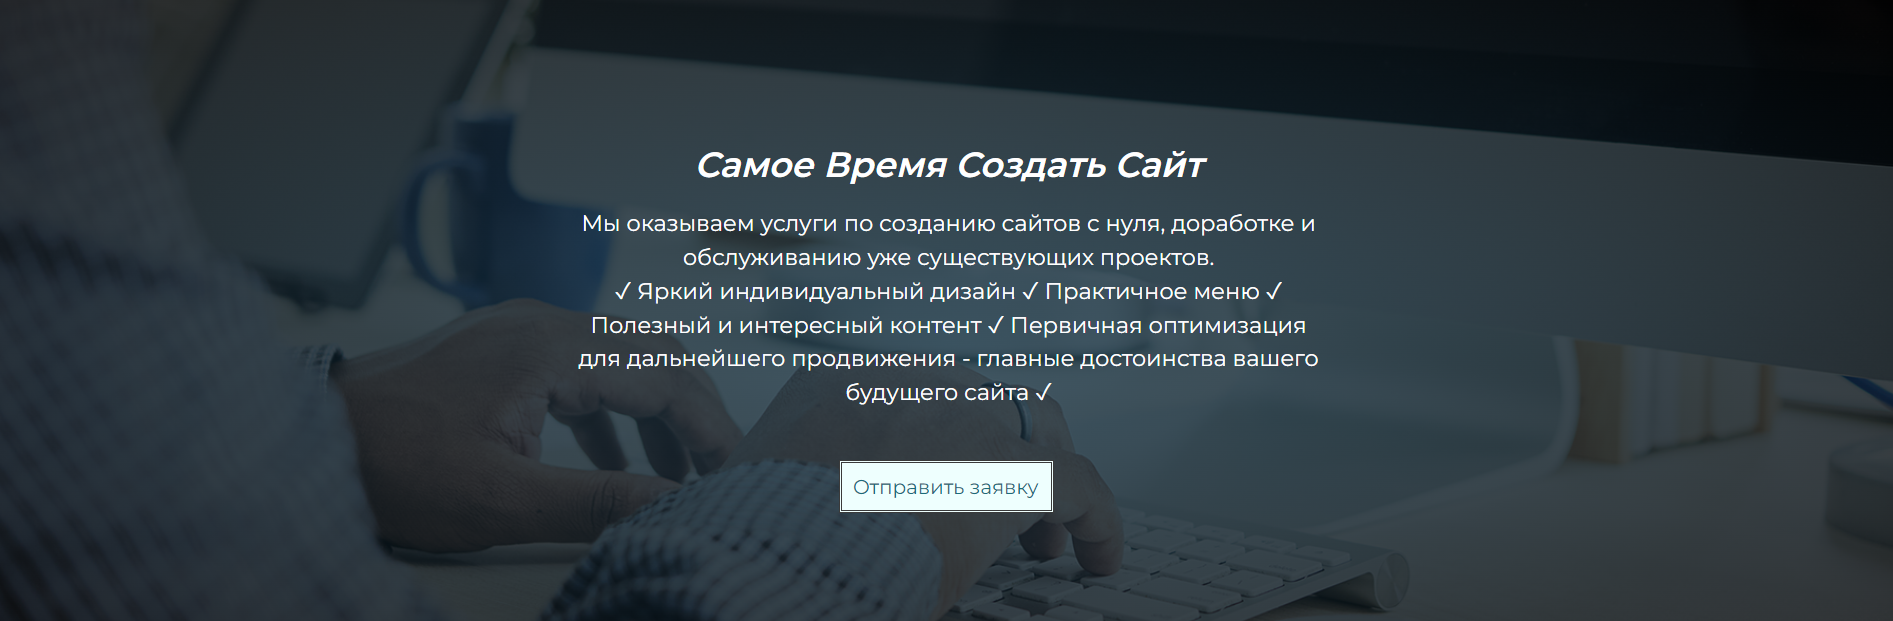 Самое Время Создать Сайт
Мы оказываем услуги по созданию сайтов с нуля, доработке и
обслуживанию уже существующих проектов.
✓ Яркий индивидуальный дизайн ✓ Практичное меню ✓
Полезный и интересный контент ✓ Первичная оптимизация
для дальнейшего продвижения - главные достоинства вашего
будущего сайта ✓
Отправить заявку